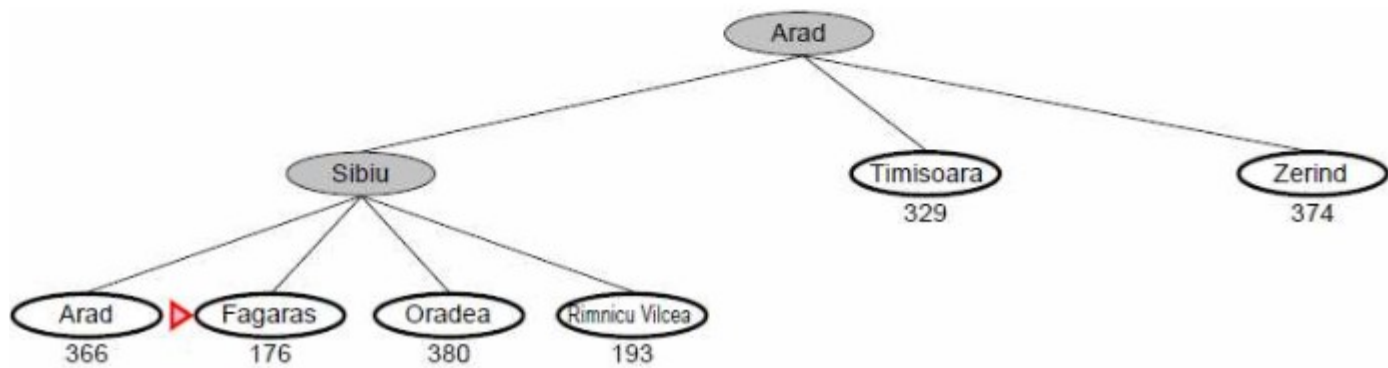 Arad
Sibiu Timisoara Zerind
329 374
Arad Fagaras Oradea Rimnicu Vilcea
366 176 380 193